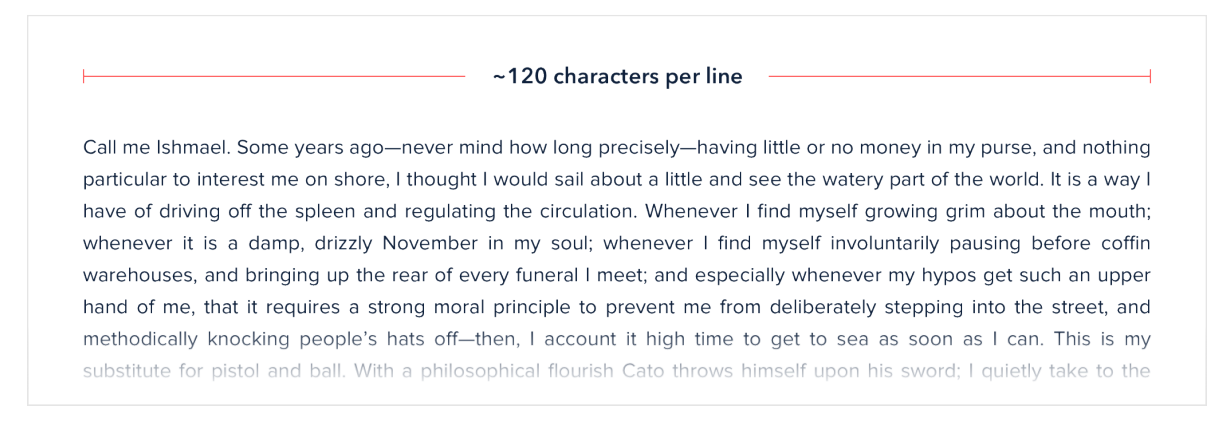 ~120 characters per line
Call me Ishmael. Some years ago—never mind how long precisely—having little or no money in my purse, and nothing
particular to interest me on shore, I thought I would sail about a little and see the watery part of the world. It is a way I
have of driving off the spleen and regulating the circulation. Whenever I find myself growing grim about the mouth;
whenever it is a damp, drizzly November in my soul; whenever I find myself involuntarily pausing before coffin
warehouses, and bringing up the rear of every funeral I meet; and especially whenever my hypos get such an upper
hand of me, that it requires a strong moral principle to prevent me from deliberately stepping into the street, and
methodically knocking people’s hats off—then, I account it high time to get to sea as soon as I can. This is my
substitute for pistol and ball. With a philosophical flourish Cato throws himself upon his sword; I quietly take to the